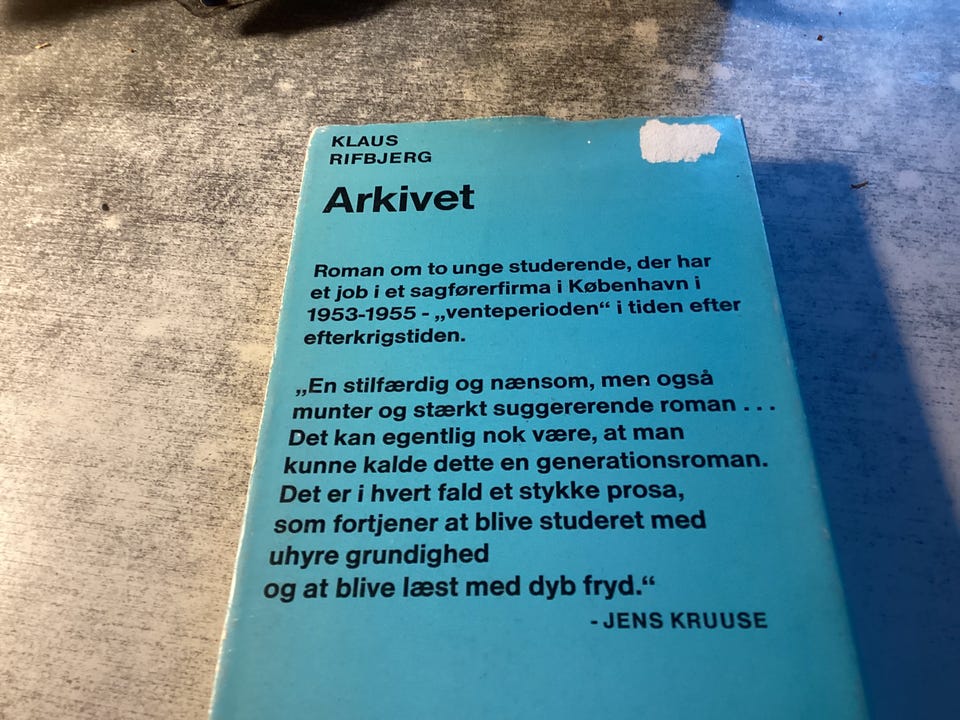 KLAUS
RIFBJERG
Arkivet
Roman om to unge studerende, der har
et job i et sagførerfirma i København i
1953-1955 - „venteperioden“ i tiden efter
efterkrigstiden.
„En stilfærdig og nænsom, men også
munter og stærkt suggererende roman . . .
Det kan egentlig nok være, at man
kunne kalde dette en generationsroman.
Det er i hvert fald et stykke prosa,
som fortjener at blive studeret med
uhyre grundighed
og at blive læst med dyb fryd.“
- JENS KRUUSE